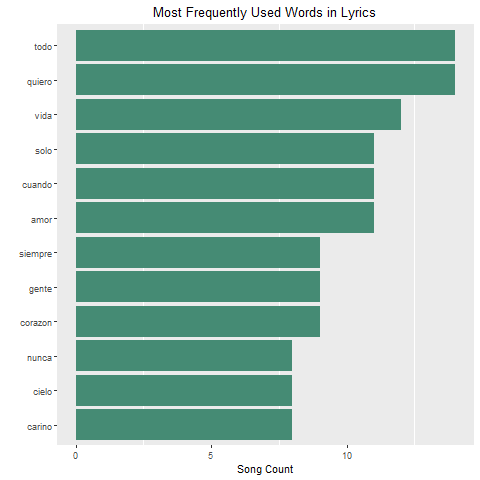 Most Frequently Used Words in Lyrics
todo
quiero
vida
solo
cuando
amor
siempre
gente
corazon
nunca
cielo
carino
0 5 10
Song Count